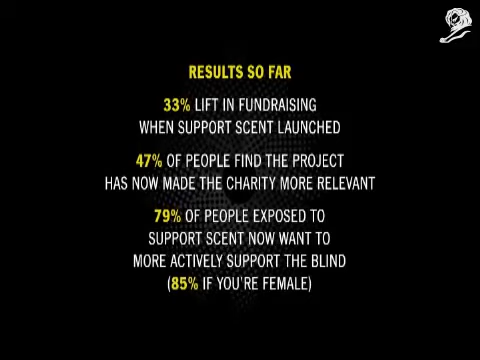 RESULTS SO FAR
33% LIFT IN FUNDRAISING
WHEN SUPPORT SCENT LAUNCHED
47% OF PEOPLE FIND THE PROJECT
HAS NOW MADE THE CHARITY MORE RELEVANT
79% OF PEOPLE EXPOSED TO
SUPPORT SCENT NOW WANT TO
MORE ACTIVELY SUPPORT THE BLIND
(85% IF YOU'RE FEMALE)